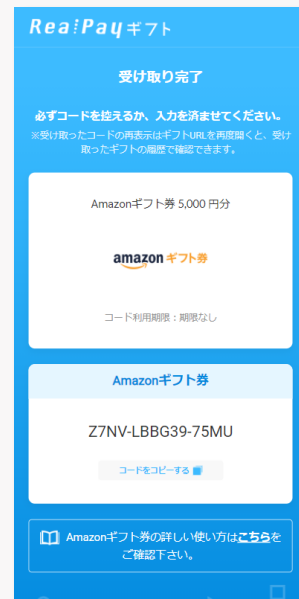 RealPayギフト
受け取り完了
必ずコードを控えるか、入力を済ませてください。
※受け取ったコードの再表示はギフトURLを再度開くと、受け
取ったギフトの履歴で確認できます。
Amazonギフト券 5,000 円分
amazon ギフト券
コード利用期限：期限なし
Amazonギフト券
Z7NV-LBBG39-75MU
コードをコピーする
Amazonギフト券の詳しい使い方はこちらを
ご確認下さい。